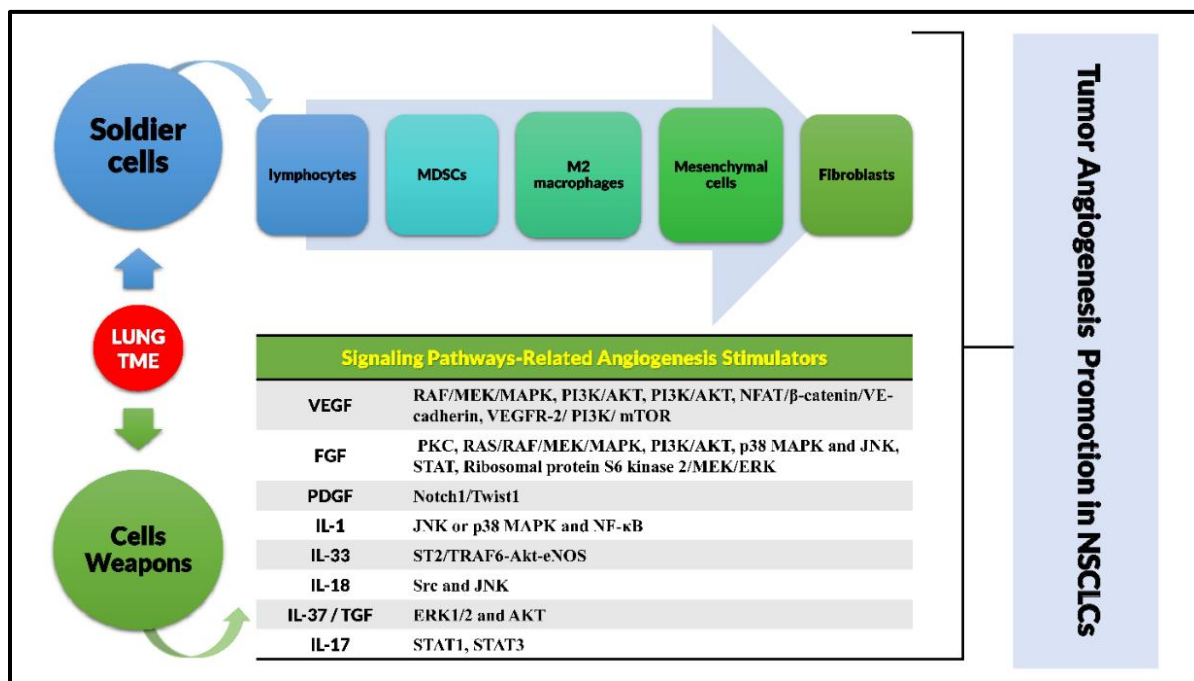 Soldier
cells
lymphocytes
MDSCs
M2
macrophages
Mesenchymal
cells
Fibroblasts
LUNG
TME
Cells
Weapons
Signaling Pathways-Related Angiogenesis Stimulators
VEGF
RAF/MEK/MAPK, PI3K/AKT, PI3K/AKT, NFAT/β-catenin/VE-
cadherin, VEGFR-2/ PI3K/ mTOR
FGF
PKC, RAS/RAF/MEK/MAPK, PI3K/AKT, p38 MAPK and JNK,
STAT, Ribosomal protein S6 kinase 2/MEK/ERK
PDGF Notch1/Twist1
IL-1 JNK or p38 MAPK and NF-κB
IL-33 ST2/TRAF6-Akt-eNOS
IL-18 Src and JNK
IL-37 / TGF ERK1/2 and AKT
IL-17 STAT1, STAT3
Tumor Angiogenesis Promotion in NSCLCs